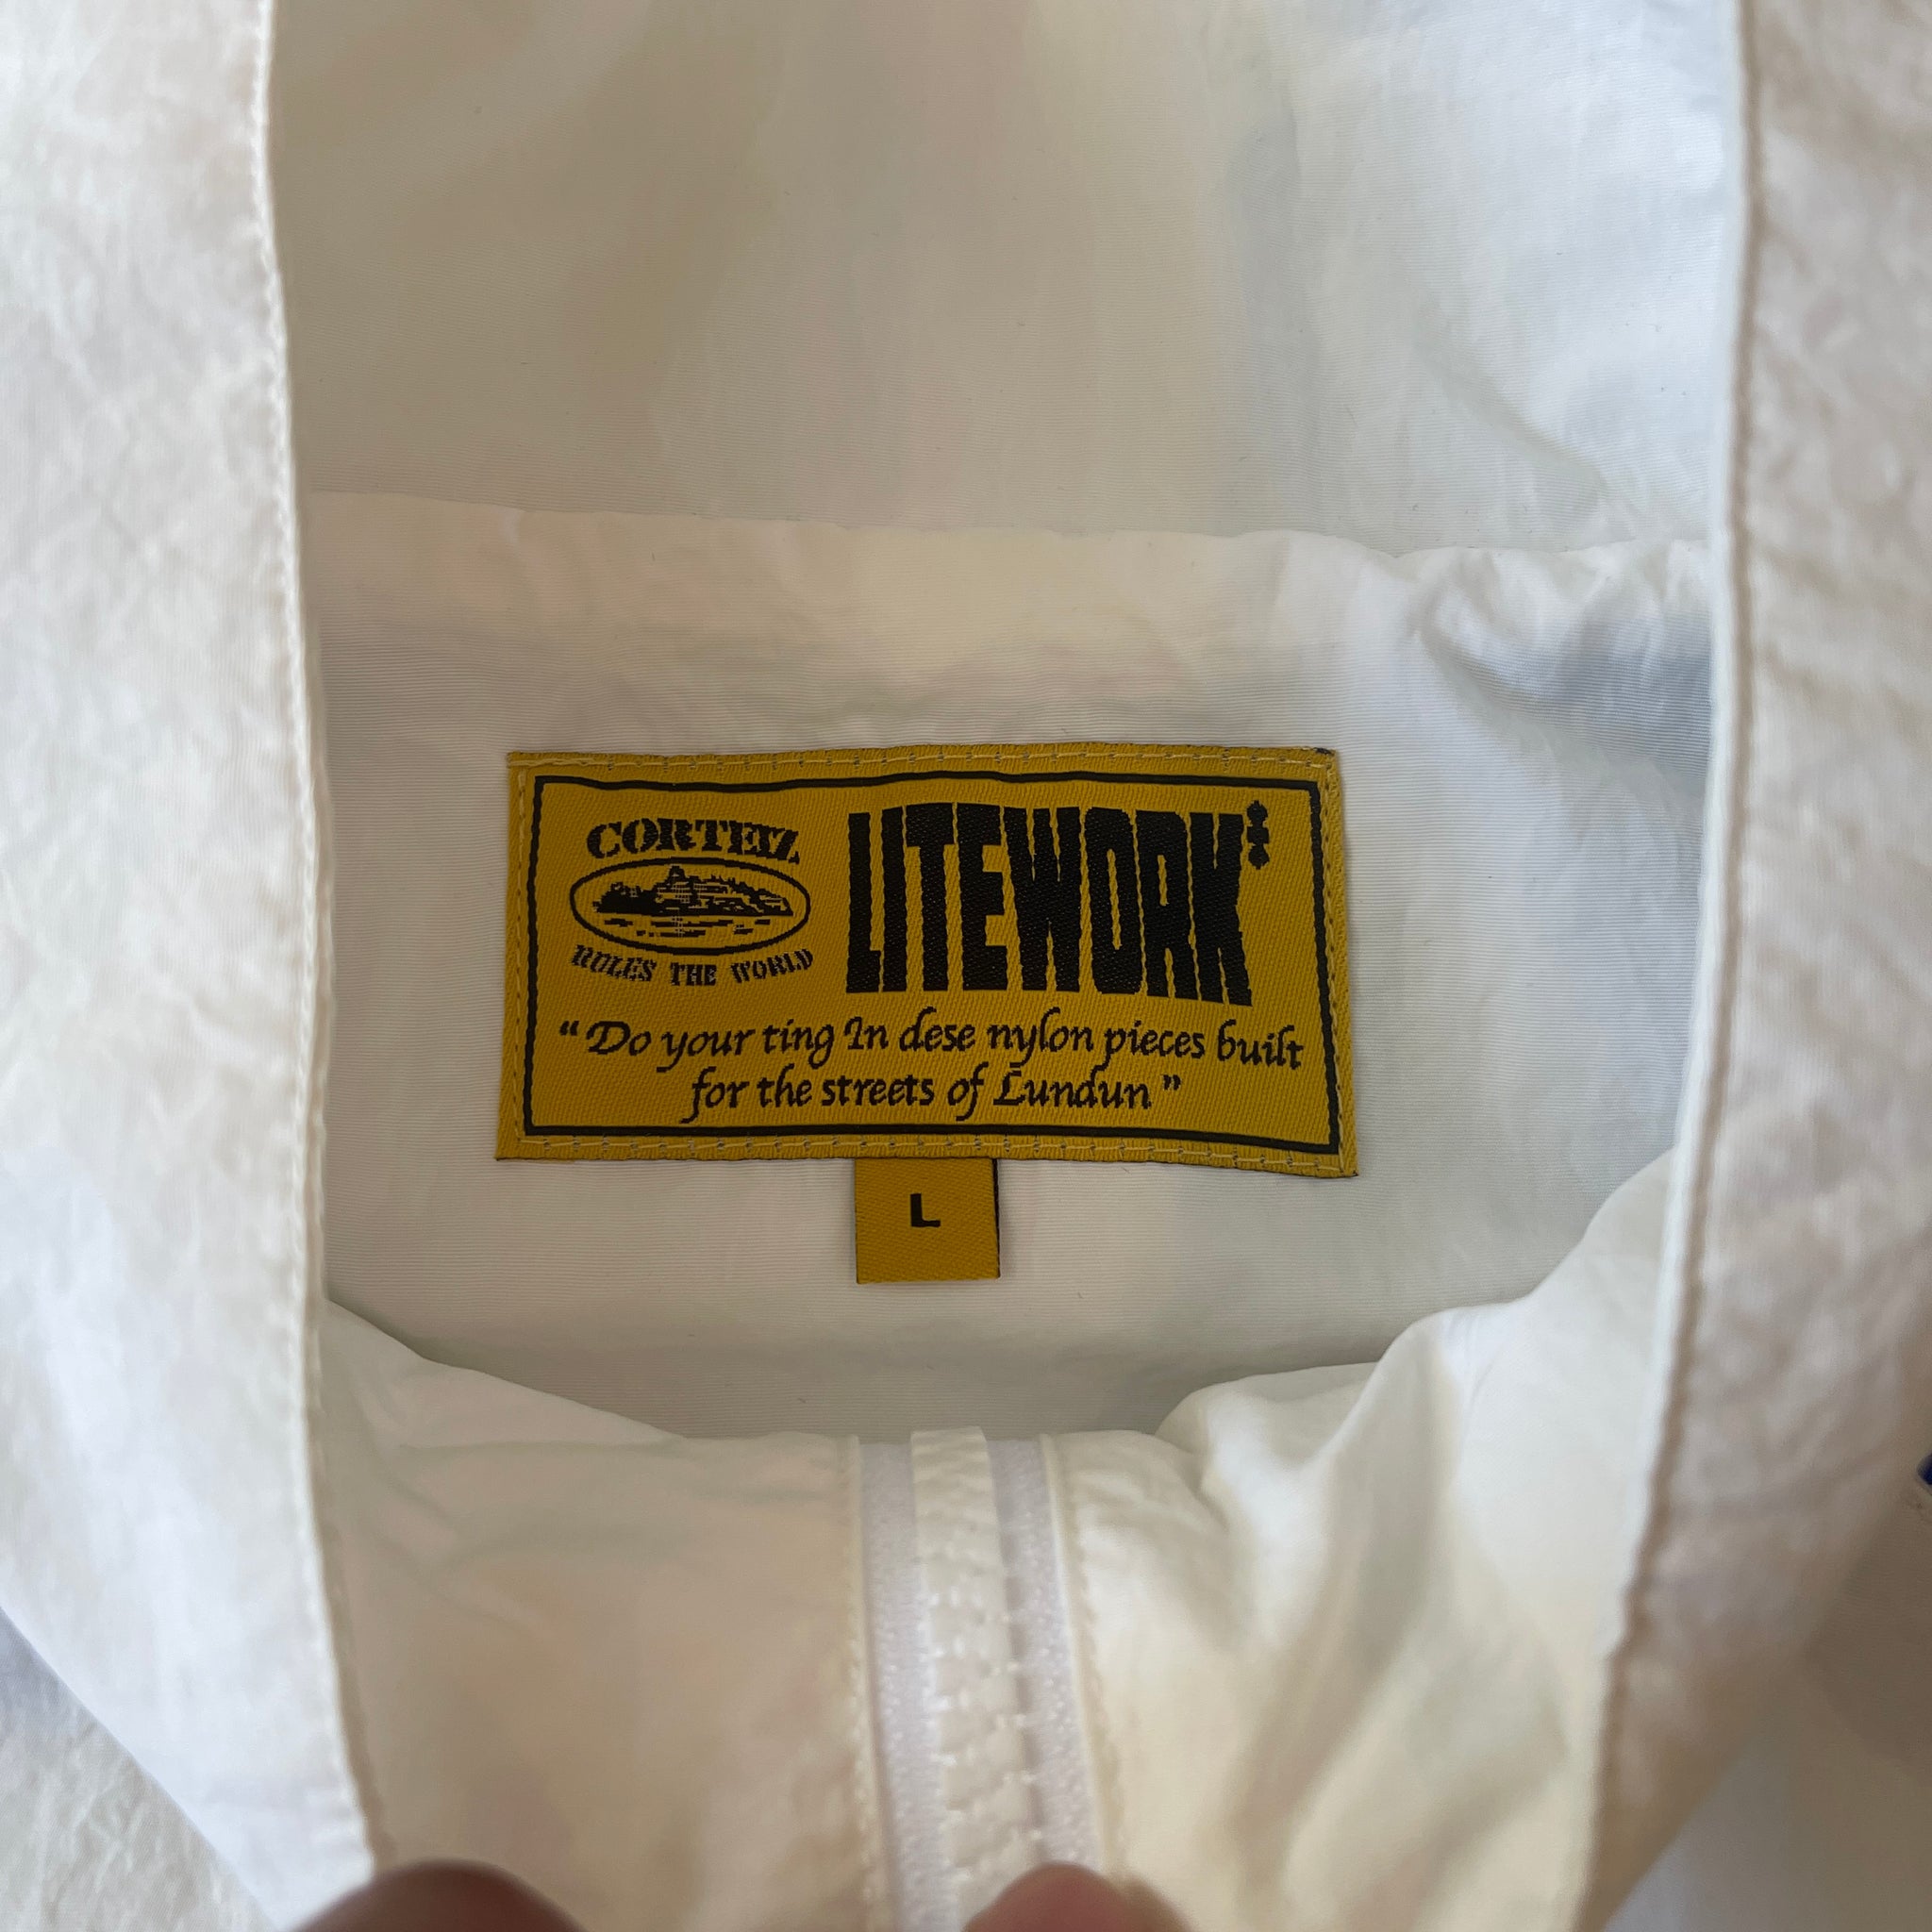 CORTEIZ
RULES THE WORLD
LITEWORK
“Do your ting In dese nylon pieces built
for the streets of Lundun”
L